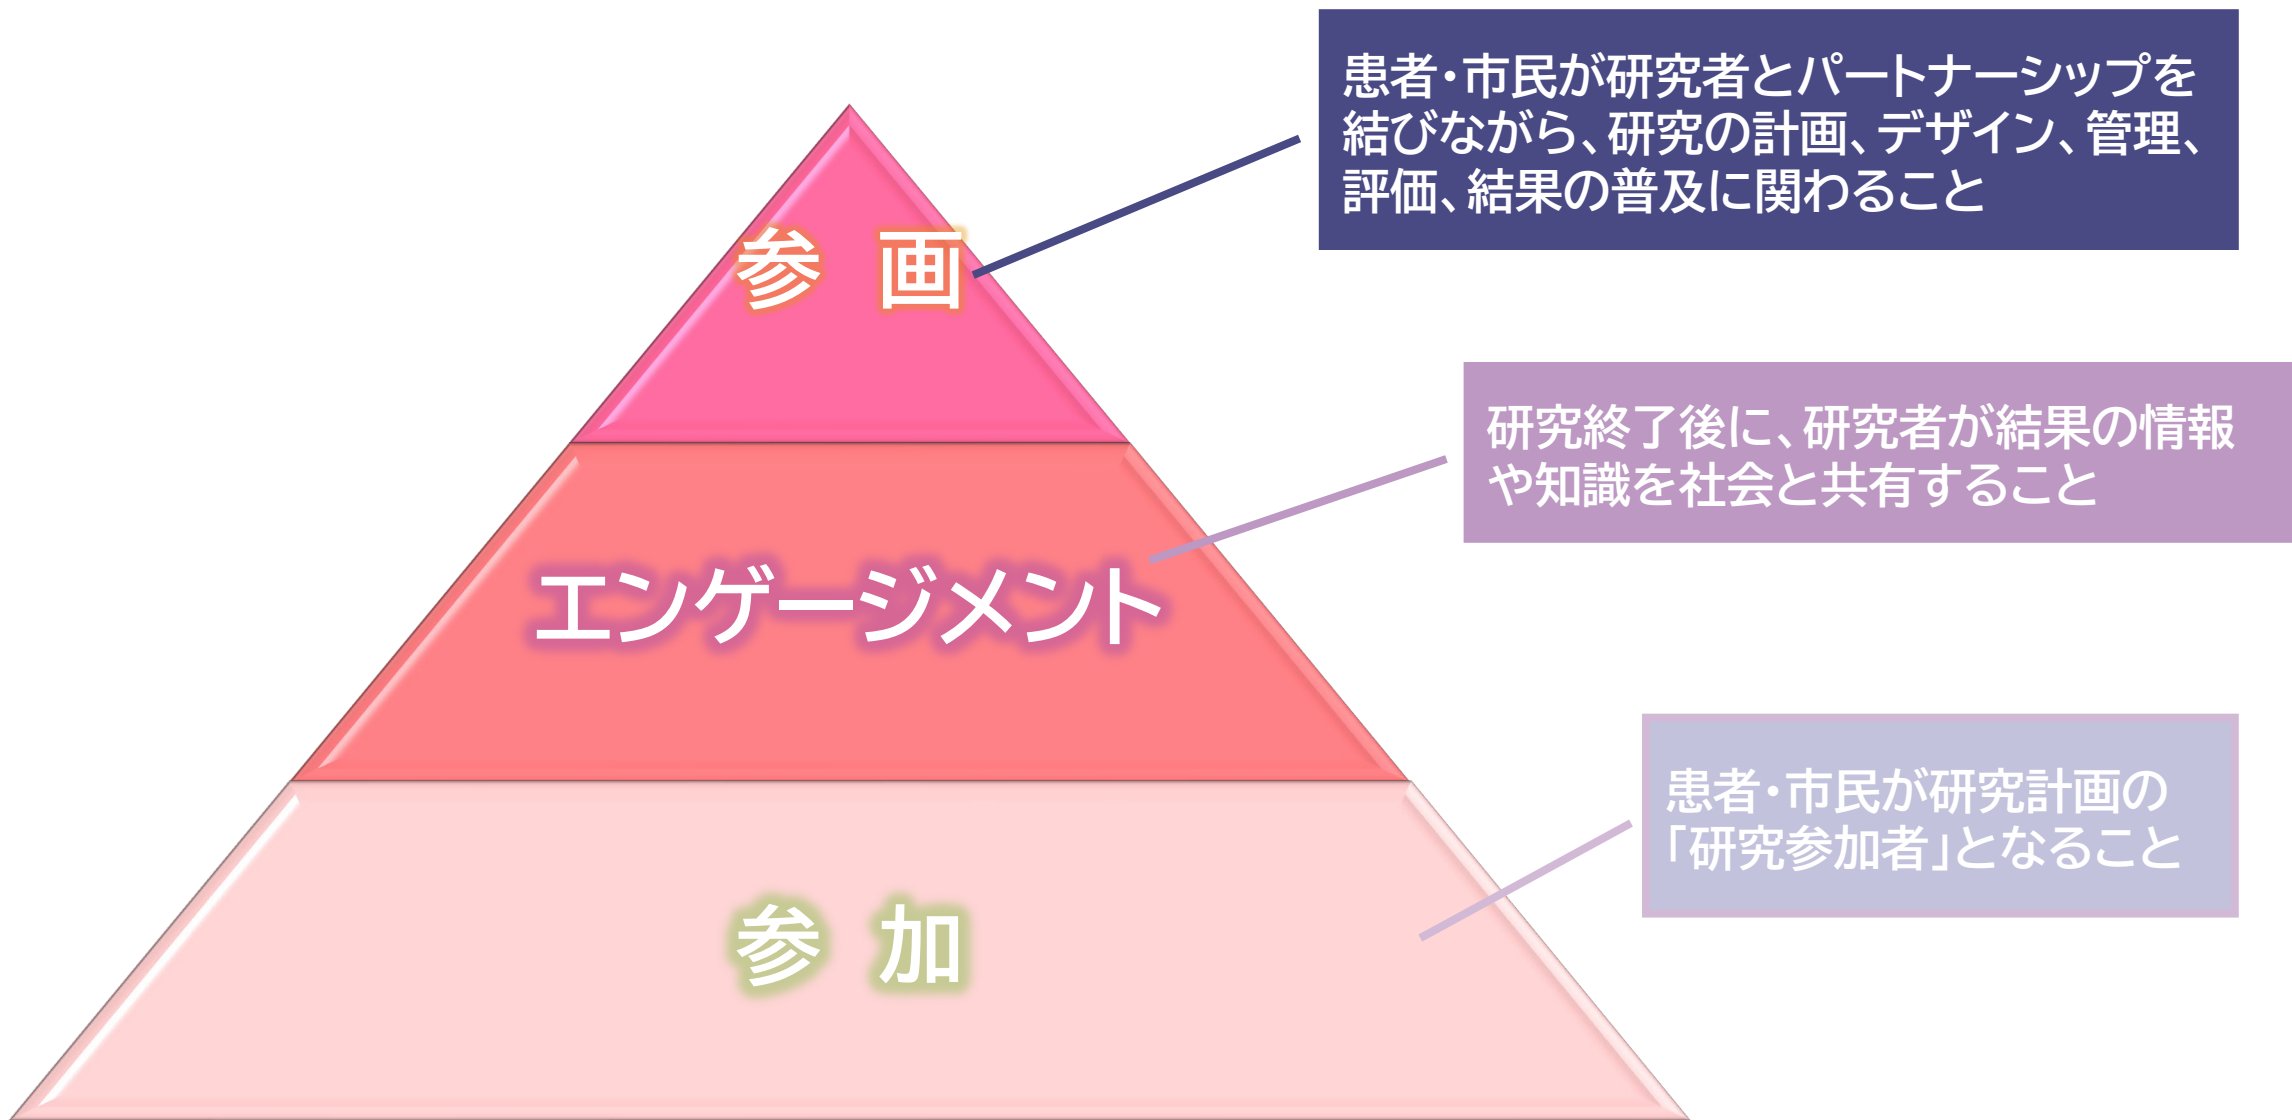 患者・市民が研究者とパートナーシップを
結びながら、研究の計画、デザイン、管理、
評価、結果の普及に関わること
参 画
研究終了後に、研究者が結果の情報
や知識を社会と共有すること
エンゲージメント
患者・市民が研究計画の
「研究参加者」となること
参 加